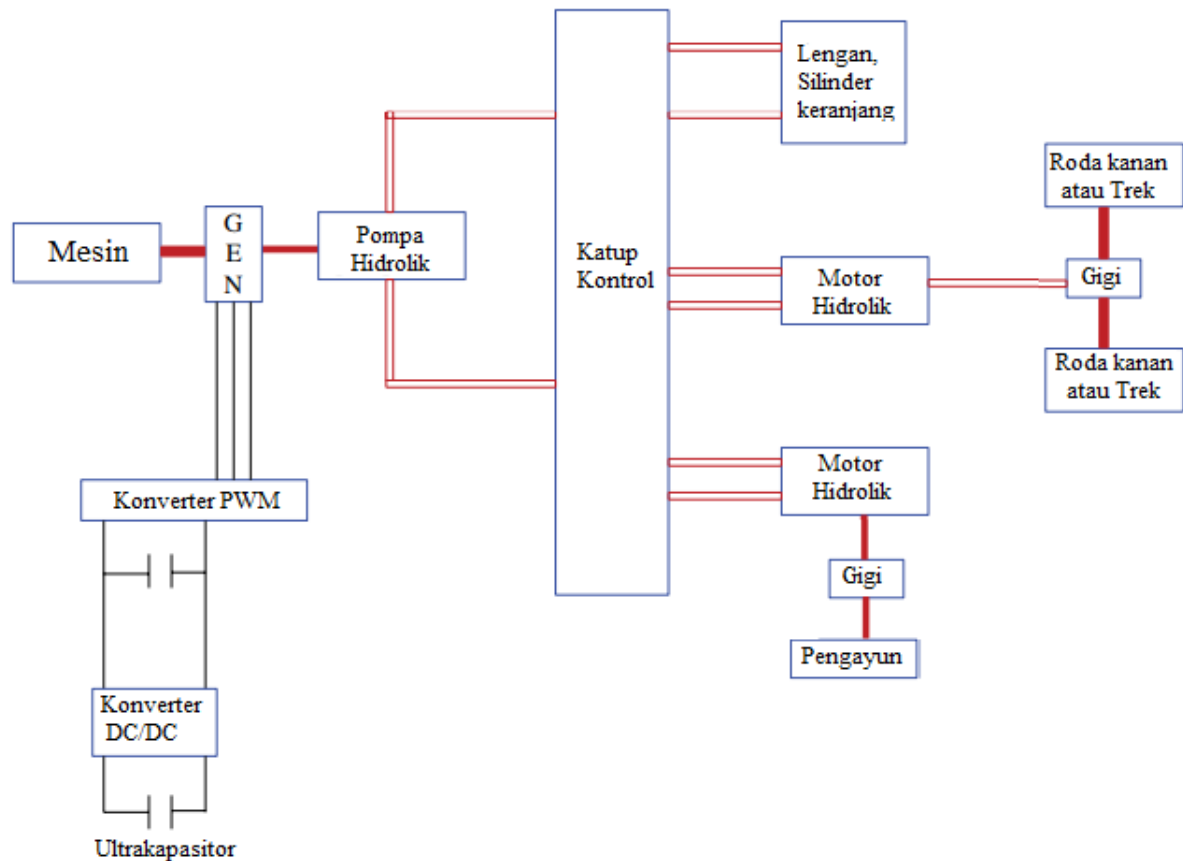 Lengan,
Silinder
keranjang
Roda kanan
atau Trek
Mesin
G
E
N
Pompa
Hidrolik
Katup
Kontrol
Motor
Hidrolik
Gigi
Roda kanan
atau Trek
Motor
Hidrolik
Konverter PWM
Gigi
Pengayun
Konverter
DC/DC
Ultrakapasitor